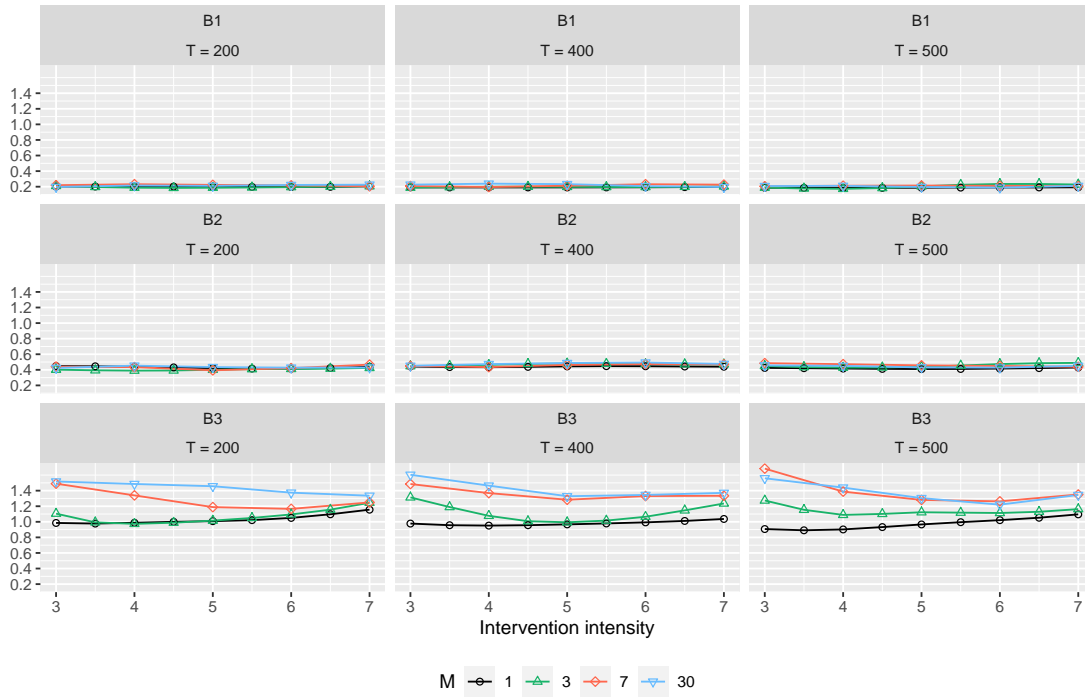 B1 B1 B1
T = 200 T = 400 T = 500
1.4
1.2
1.0
0.8
0.6
0.4
0.2
B2 B2 B2
T = 200 T = 400 T = 500
1.4
1.2
1.0
0.8
0.6
0.4
0.2
B3 B3 B3
T = 200 T = 400 T = 500
1.4
1.2
1.0
0.8
0.6
0.4
0.2
3 4 5 6 7 3 4 5 6 7 3 4 5 6 7
Intervention intensity
M 1 3 7 30